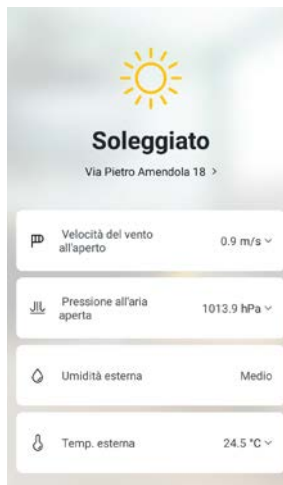 Soleggiato
Via Pietro Amendola 18 >
Velocità del vento
all'aperto
0.9 m/s
Pressione all'aria
aperta
1013.9 hPa
Umidità esterna
Medio
Temp. esterna
24.5 °C